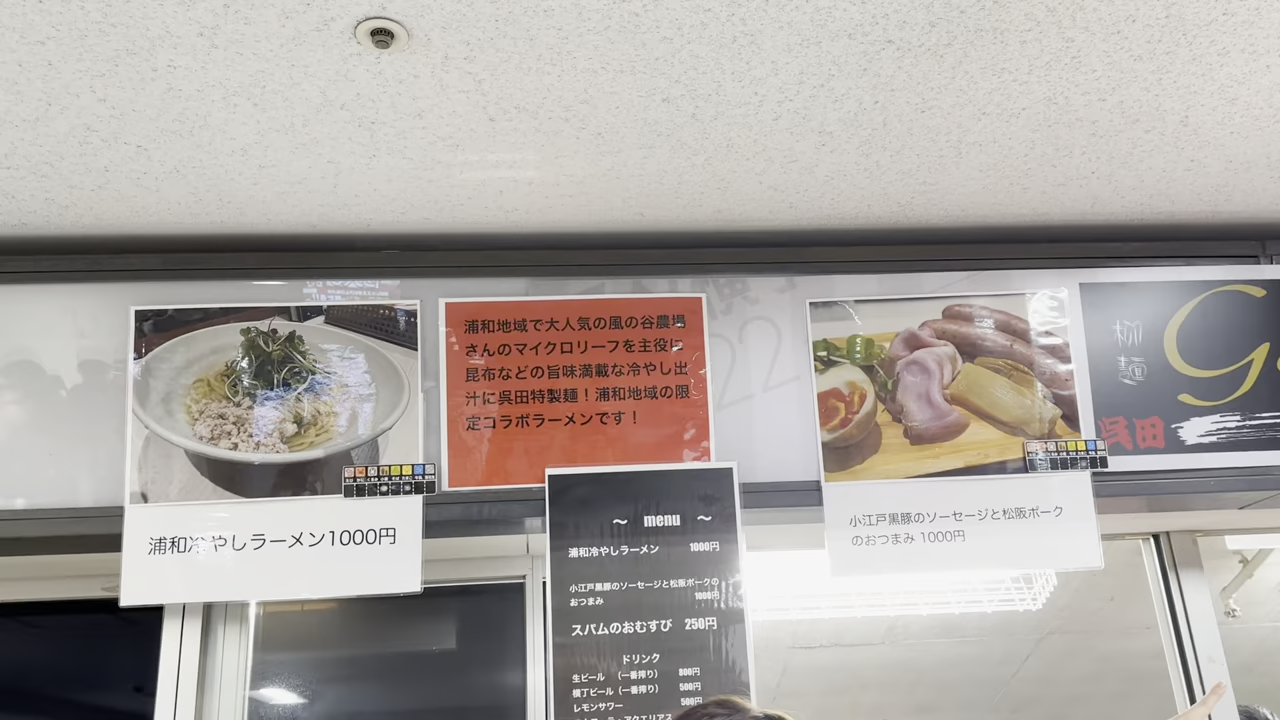 浦和冷やしラーメン1000円
浦和地域で大人気の風の谷農場
さんのマイクロリーフを主役に
昆布などの旨味満載な冷やし出
汁に呉田特製麺！浦和地域の限
定コラボラーメンです！
～ menu ～
浦和冷やしラーメン 1000円
小江戸黒豚のソーセージと松阪ポークの
おつまみ 1000円
スパムのおむすび 250円
ドリンク
生ビール （一番搾り） 800円
横丁ビール（一番搾り） 500円
レモンサワー 500円
小江戸黒豚のソーセージと松阪ポーク
のおつまみ 1000円
柳麺
呉田
G
22